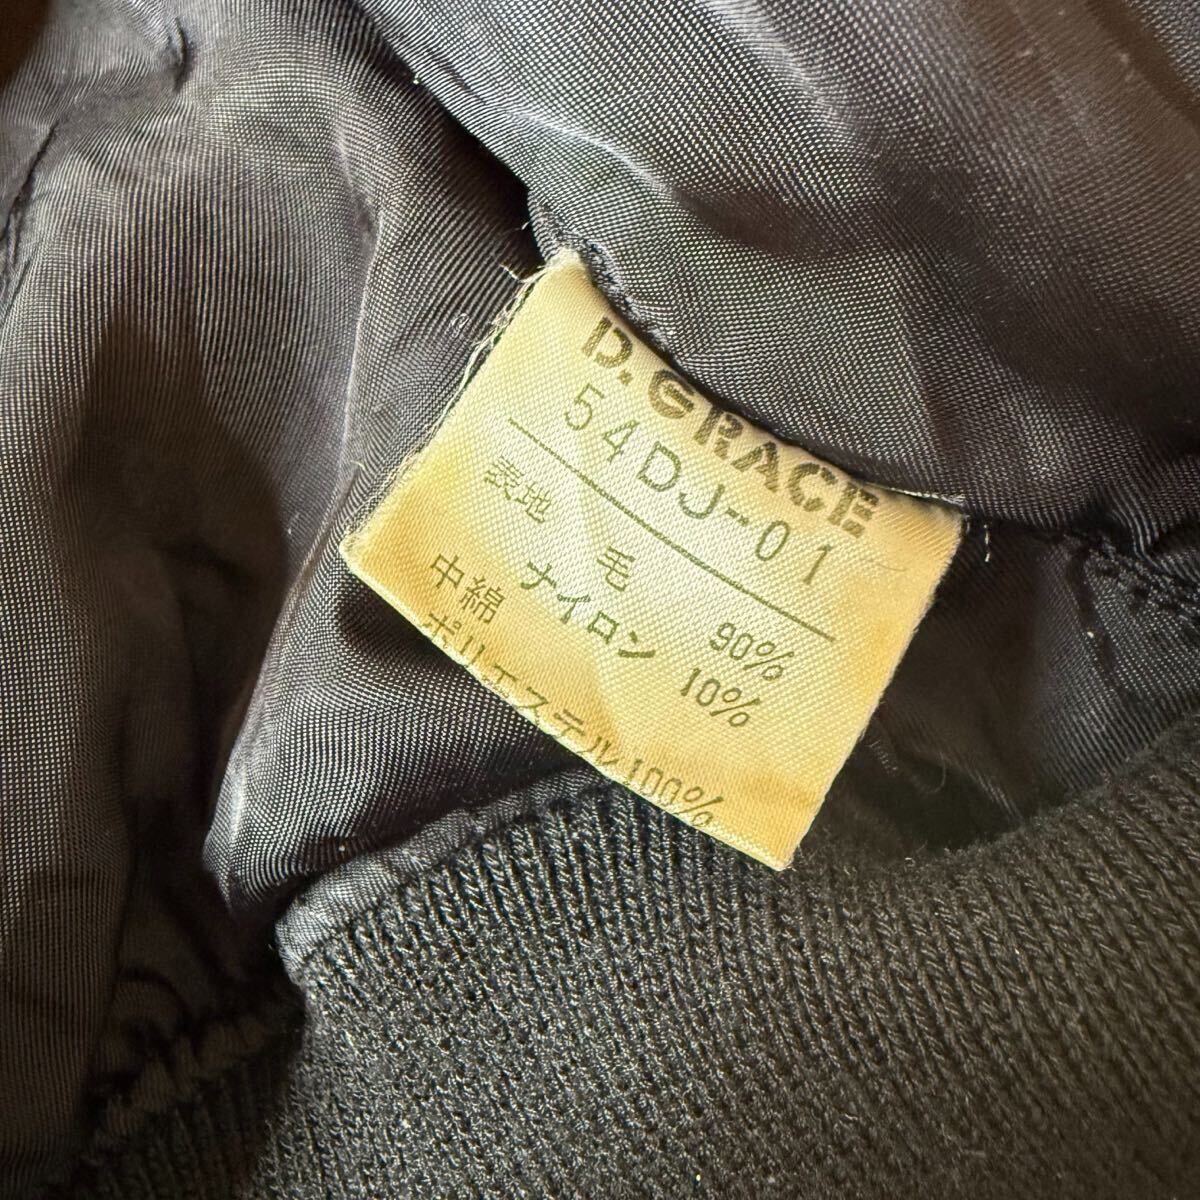 D.GRACE
54DJ-01
表地 毛 90%
ナイロン 10%
中綿
ポリエステル100%